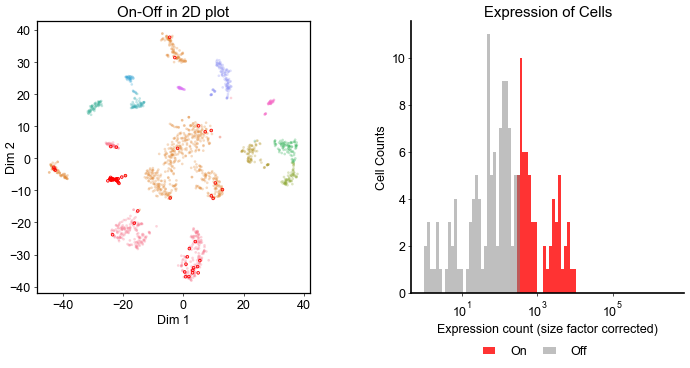 On-Off in 2D plot
40
30
20
10
0
−10
−20
−30
−40
Dim 2
−40
−20
0
20
40
Dim 1
Expression of Cells
10
8
6
4
2
0
Cell Counts
10¹
10³
10⁵
Expression count (size factor corrected)
On
Off